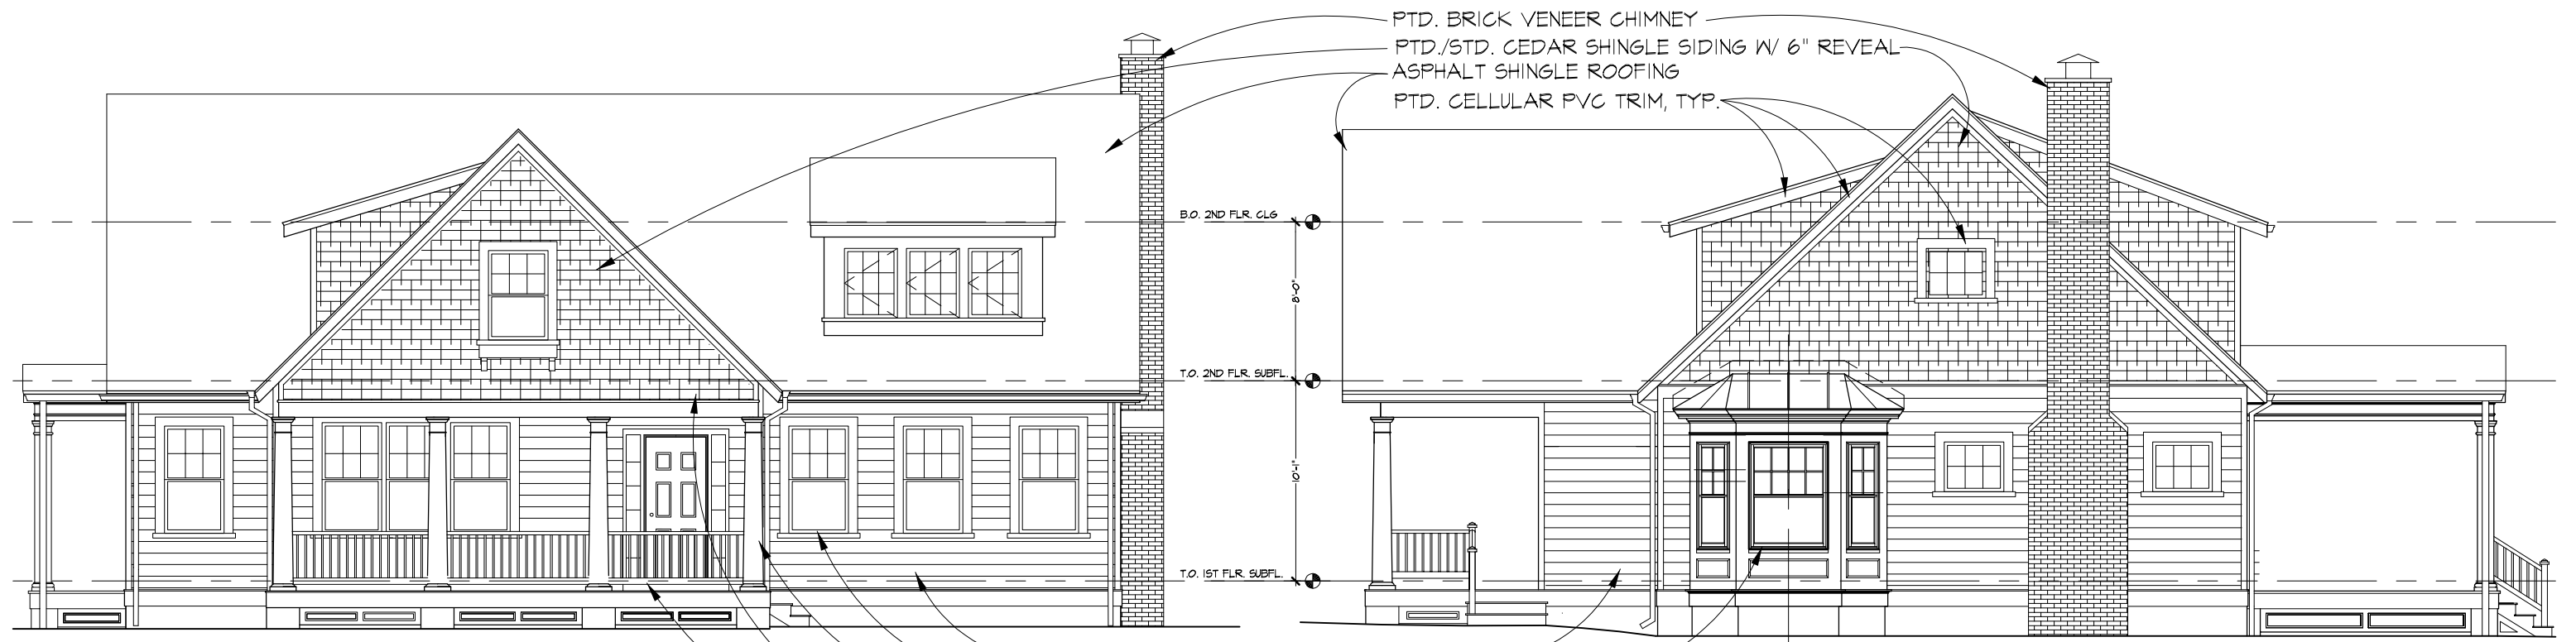 PTD. BRICK VENEER CHIMNEY
PTD./STD. CEDAR SHINGLE SIDING W/ 6" REVEAL
ASPHALT SHINGLE ROOFING
PTD. CELLULAR PVC TRIM, TYP.
B.O. 2ND FLR. CLG
8'-0"
T.O. 2ND FLR. SUBFL.
10'-1"
T.O. 1ST FLR. SUBFL.